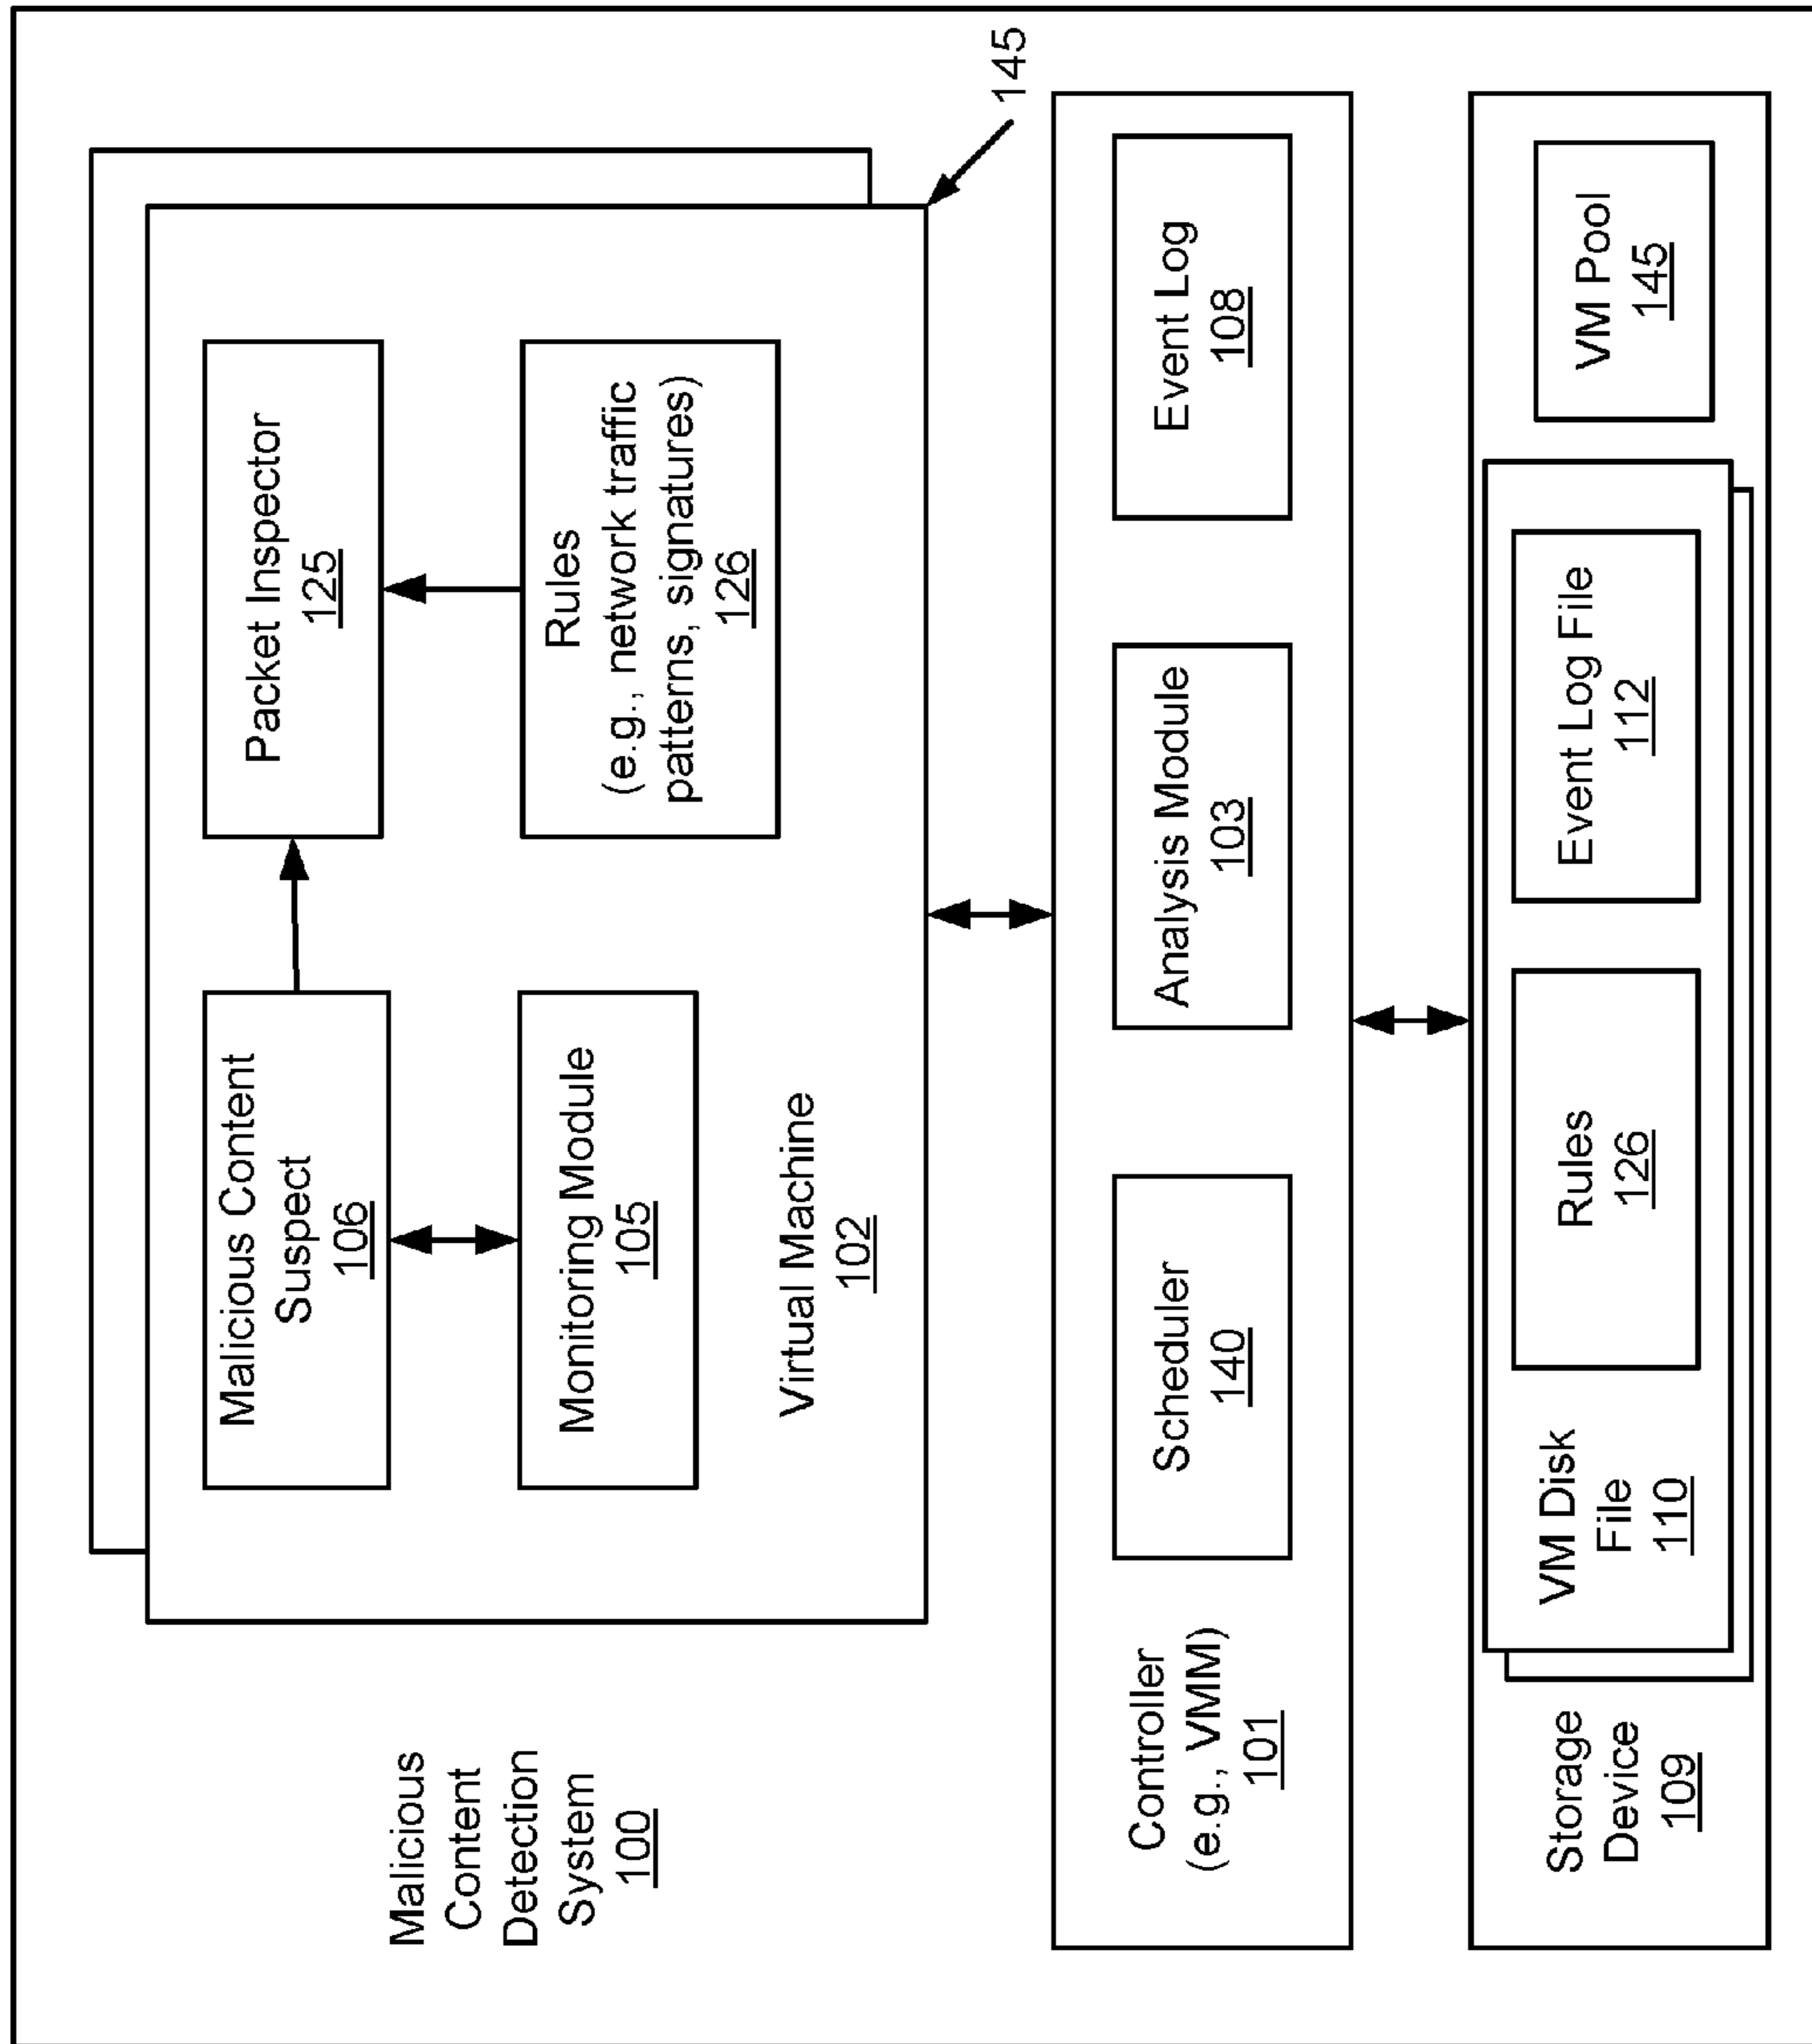 Malicious
Content
Detection
System
100
Malicious Content
Suspect
106
Packet Inspector
125
Monitoring Module
105
Rules
(e.g., network traffic
patterns, signatures)
126
Virtual Machine
102
145
Controller
(e.g., VMM)
101
Scheduler
140
Analysis Module
103
Event Log
108
Storage
Device
109
VM Disk
File
110
Rules
126
Event Log File
112
VM Pool
145